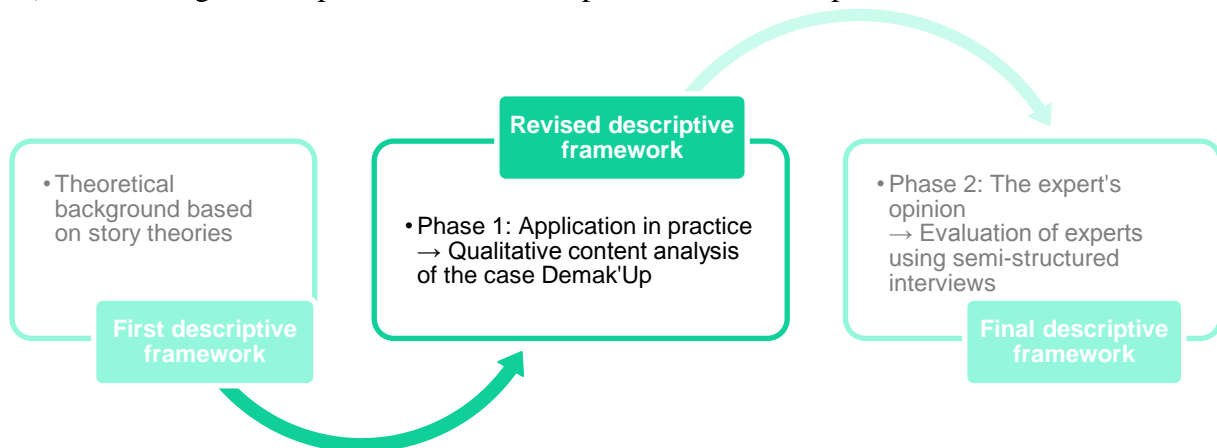 • Theoretical
background based
on story theories
First descriptive
framework
Revised descriptive
framework
• Phase 1: Application in practice
→ Qualitative content analysis
of the case Demak'Up
• Phase 2: The expert's
opinion
→ Evaluation of experts
using semi-structured
interviews
Final descriptive
framework